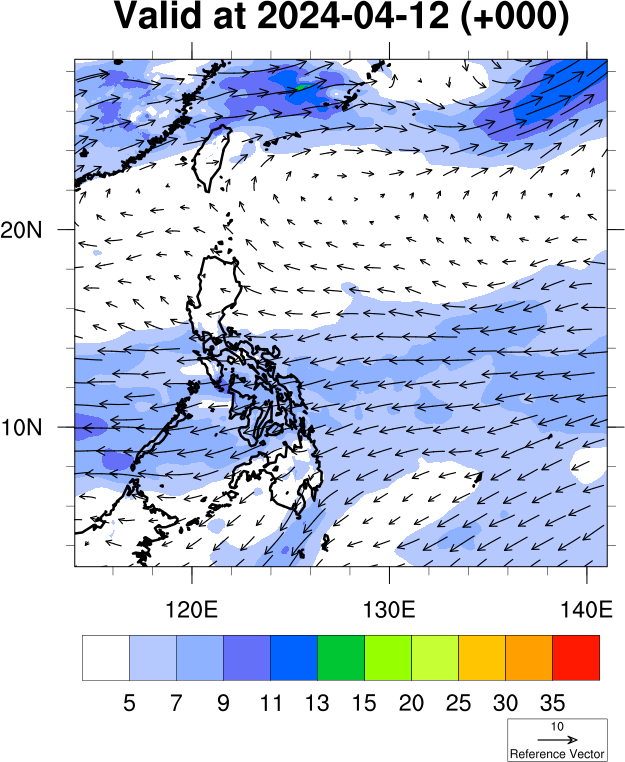 Valid at 2024-04-12 (+000)
20N
10N
120E 130E 140E
5 7 9 11 13 15 20 25 30 35
10
Reference Vector